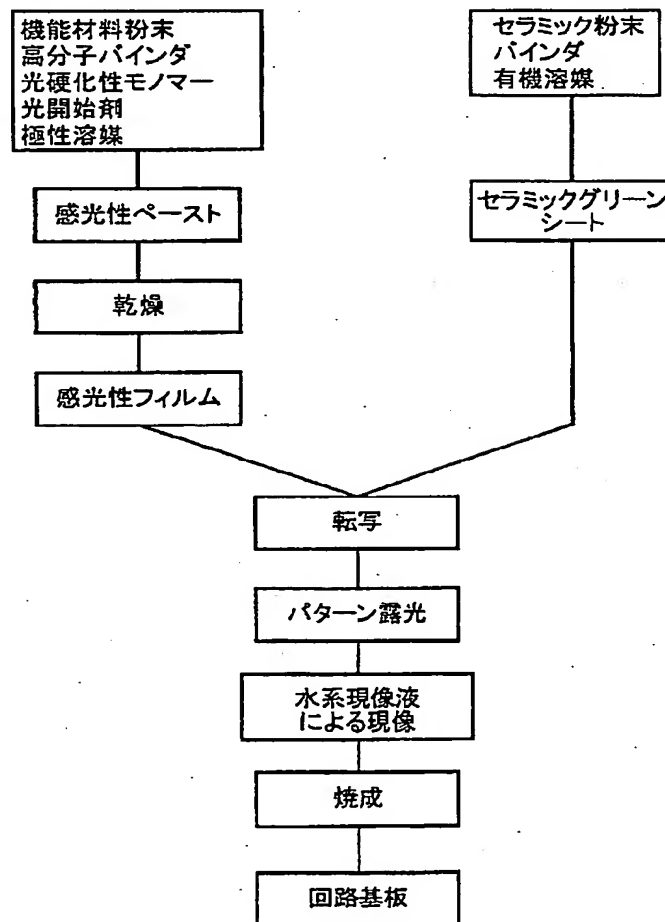 機能材料粉末
高分子バインダ
光硬化性モノマー
光開始剤
極性溶媒
セラミック粉末
バインダ
有機溶媒
感光性ペースト
セラミックグリーン
シート
乾燥
感光性フィルム
転写
パターン露光
水系現像液
による現像
焼成
回路基板